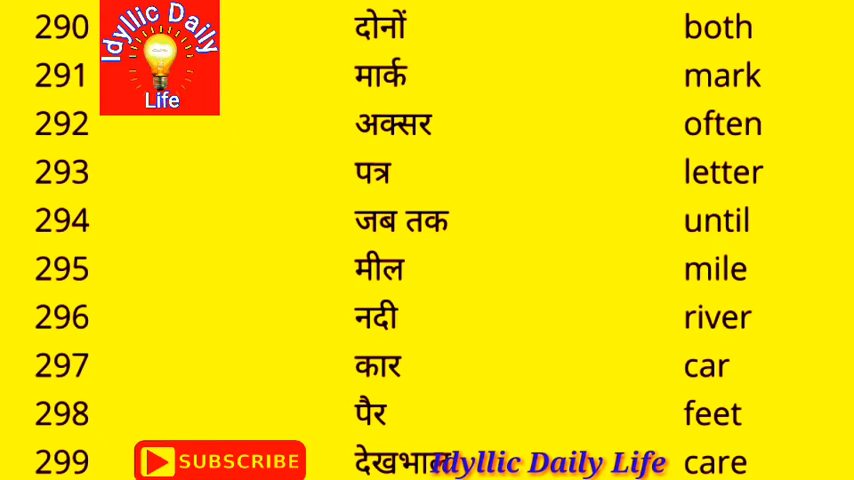 Idyllic Daily
Life
290 दोनों both
291 मार्क mark
292 अक्सर often
293 पत्र letter
294 जब तक until
295 मील mile
296 नदी river
297 कार car
298 पैर feet
299 देखभाल care
SUBSCRIBE
Idyllic Daily Life